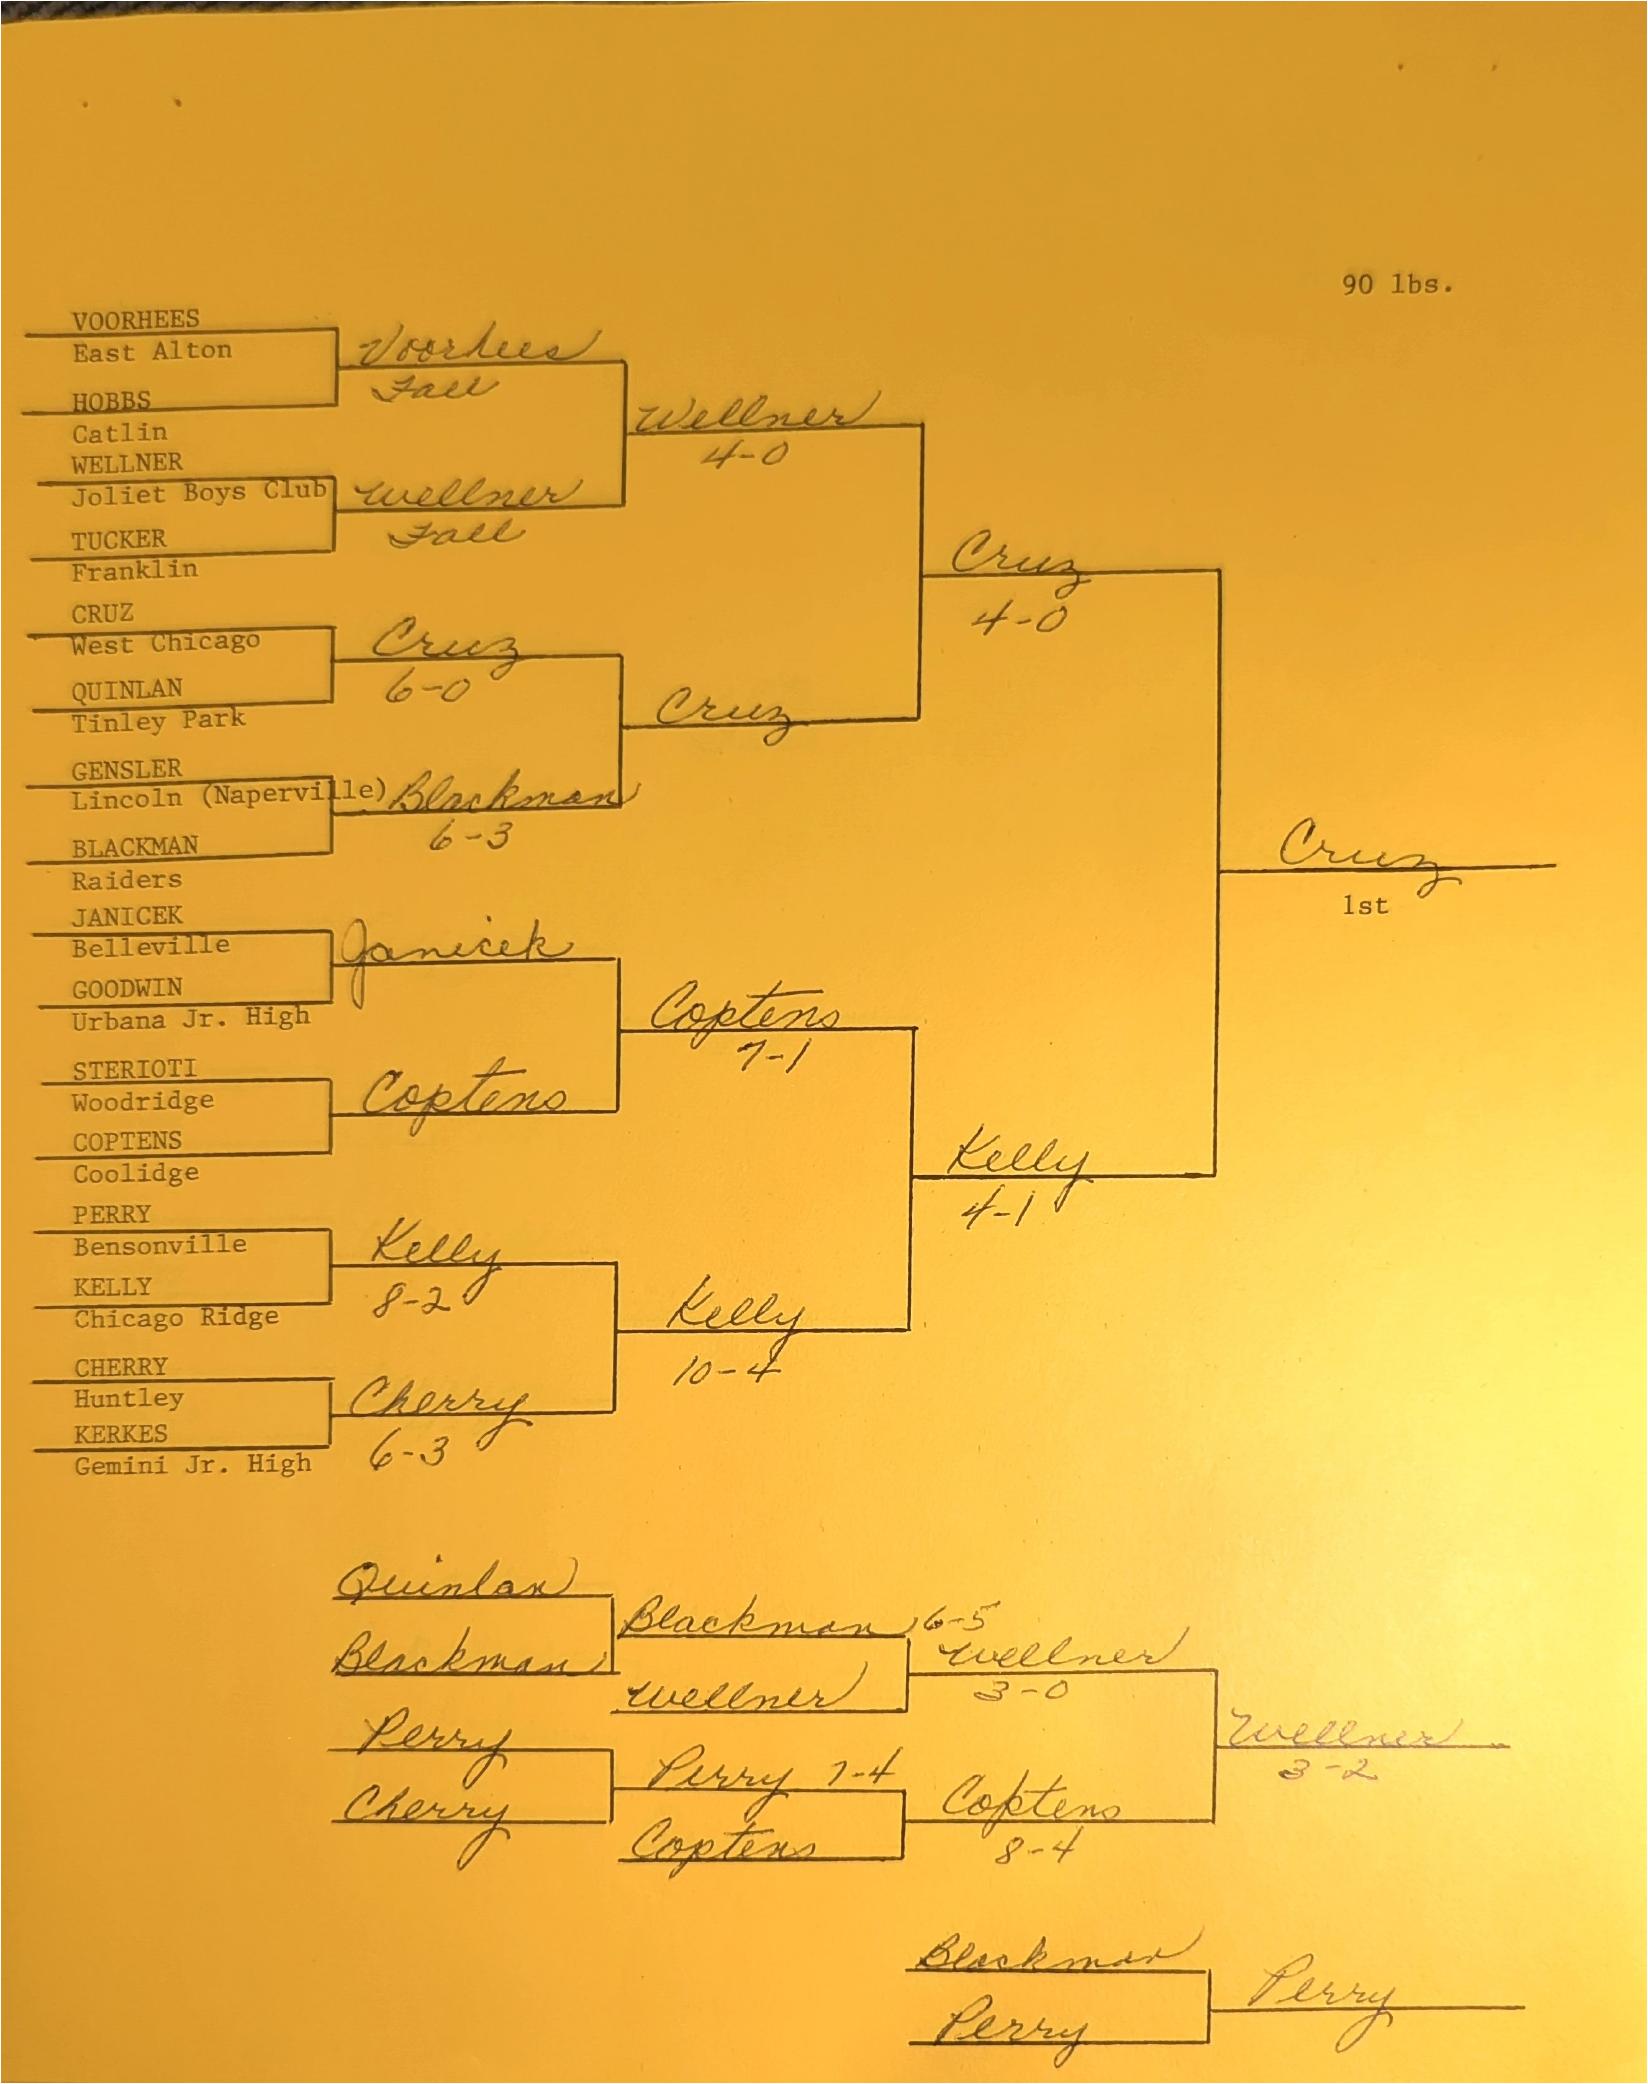 90 lbs.
VOORHEES
East Alton
Voorhees
Fall
HOBBS
Catlin
Wellner
4-0
WELLNER
Joliet Boys Club
Wellner
Fall
TUCKER
Franklin
Cruz
4-0
CRUZ
West Chicago
Cruz
6-0
QUINLAN
Tinley Park
Cruz
GENSLER
Lincoln (Naperville)
Blackman
6-3
BLACKMAN
Raiders
Cruz
1st
JANICEK
Belleville
Janicek
GOODWIN
Urbana Jr. High
Coptens
7-1
STERIOTI
Woodridge
Coptens
COPTENS
Coolidge
Kelly
4-1
PERRY
Bensonville
Kelly
8-2
KELLY
Chicago Ridge
Kelly
10-4
CHERRY
Huntley
Cherry
6-3
KERKES
Gemini Jr. High
Quinlan
Blackman 6-5
Blackman
Wellner
3-0
Wellner
Perry
Wellner
3-2
Perry 7-4
Cherry
Coptens
8-4
Coptens
Blackman
Perry
Perry